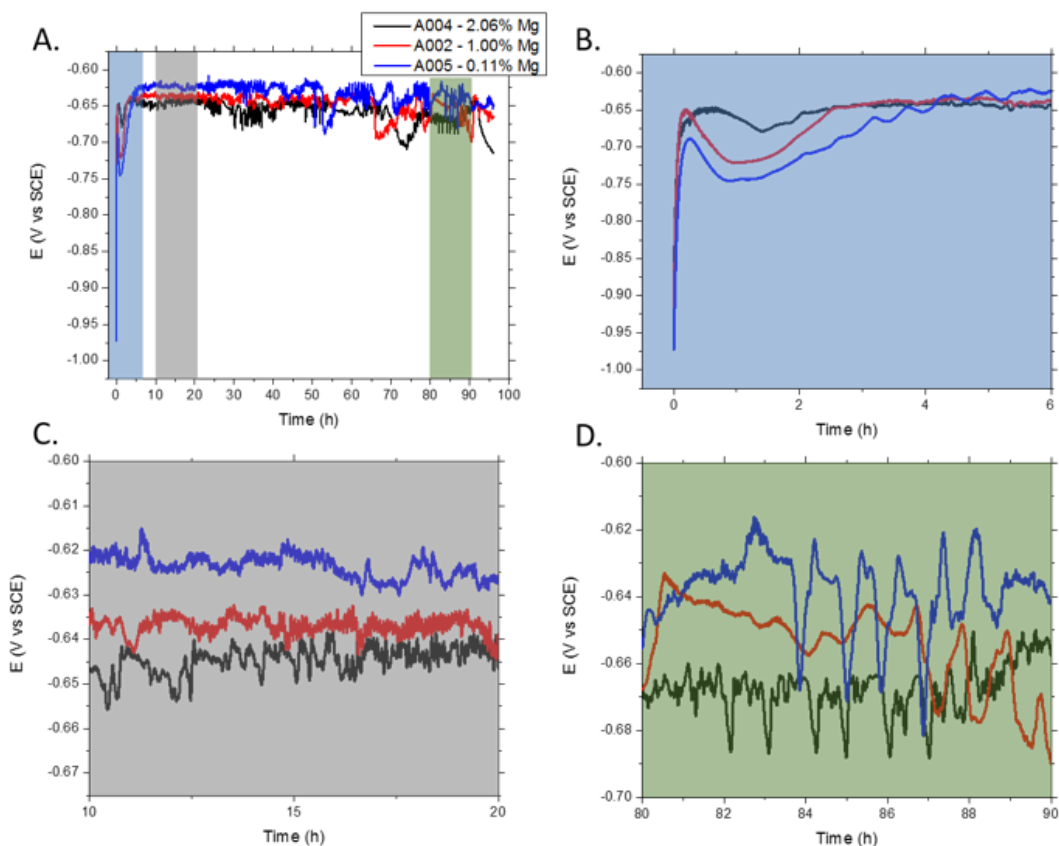 A.
A004 - 2.06% Mg
A002 - 1.00% Mg
A005 - 0.11% Mg
-0.60
-0.65
-0.70
-0.75
-0.80
-0.85
-0.90
-0.95
-1.00
E (V vs SCE)
0 10 20 30 40 50 60 70 80 90 100
Time (h)
B.
-0.60
-0.65
-0.70
-0.75
-0.80
-0.85
-0.90
-0.95
-1.00
E (V vs SCE)
0 2 4 6
Time (h)
C.
-0.60
-0.61
-0.62
-0.63
-0.64
-0.65
-0.66
-0.67
E (V vs SCE)
10 15 20
Time (h)
D.
-0.60
-0.62
-0.64
-0.66
-0.68
-0.70
E (V vs SCE)
80 82 84 86 88 90
Time (h)